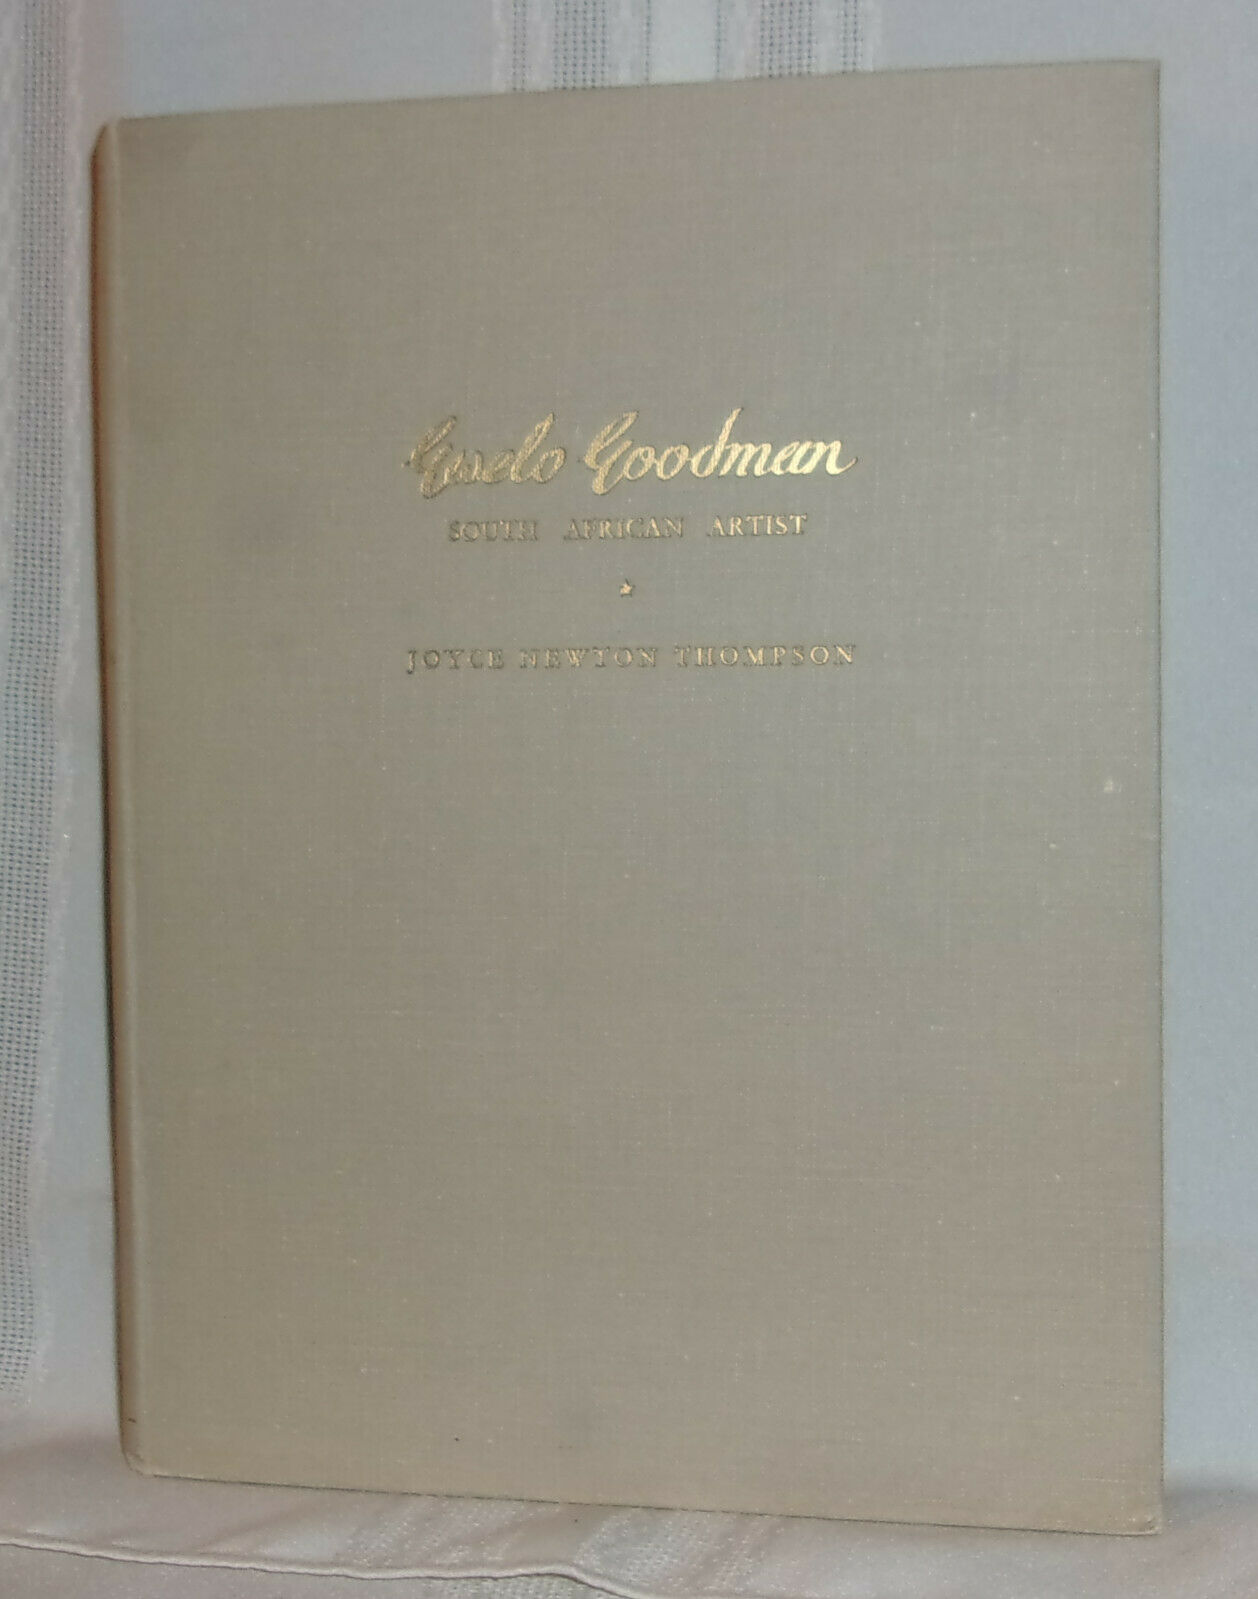 Gwelo Goodman
SOUTH AFRICAN ARTIST
JOYCE NEWTON THOMPSON